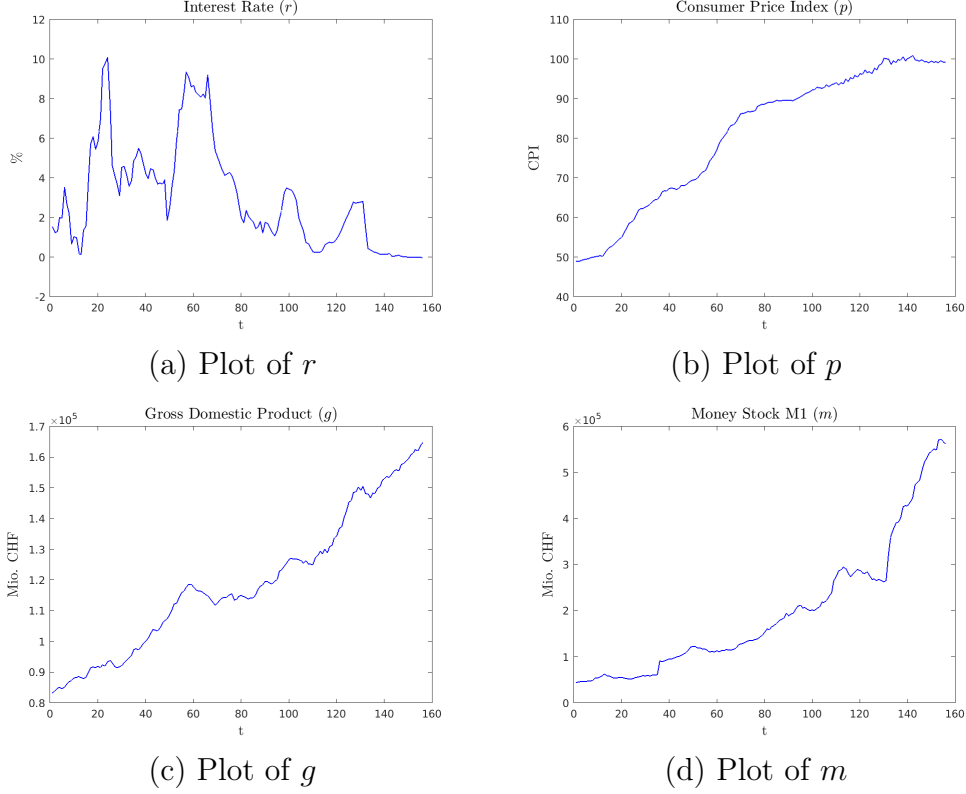 Interest Rate (r)
12
10
8
6
4
2
0
-2
%
0 20 40 60 80 100 120 140 160
t
(a) Plot of r
Consumer Price Index (p)
100
90
80
70
60
50
40
CPI
0 20 40 60 80 100 120 140 160
t
(b) Plot of p
Gross Domestic Product (g)
×10⁵
1.7
1.6
1.5
1.4
1.3
1.2
1.1
1
0.9
0.8
Mio. CHF
0 20 40 60 80 100 120 140 160
t
(c) Plot of g
Money Stock M1 (m)
×10⁵
6
5
4
3
2
1
0
Mio. CHF
0 20 40 60 80 100 120 140 160
t
(d) Plot of m